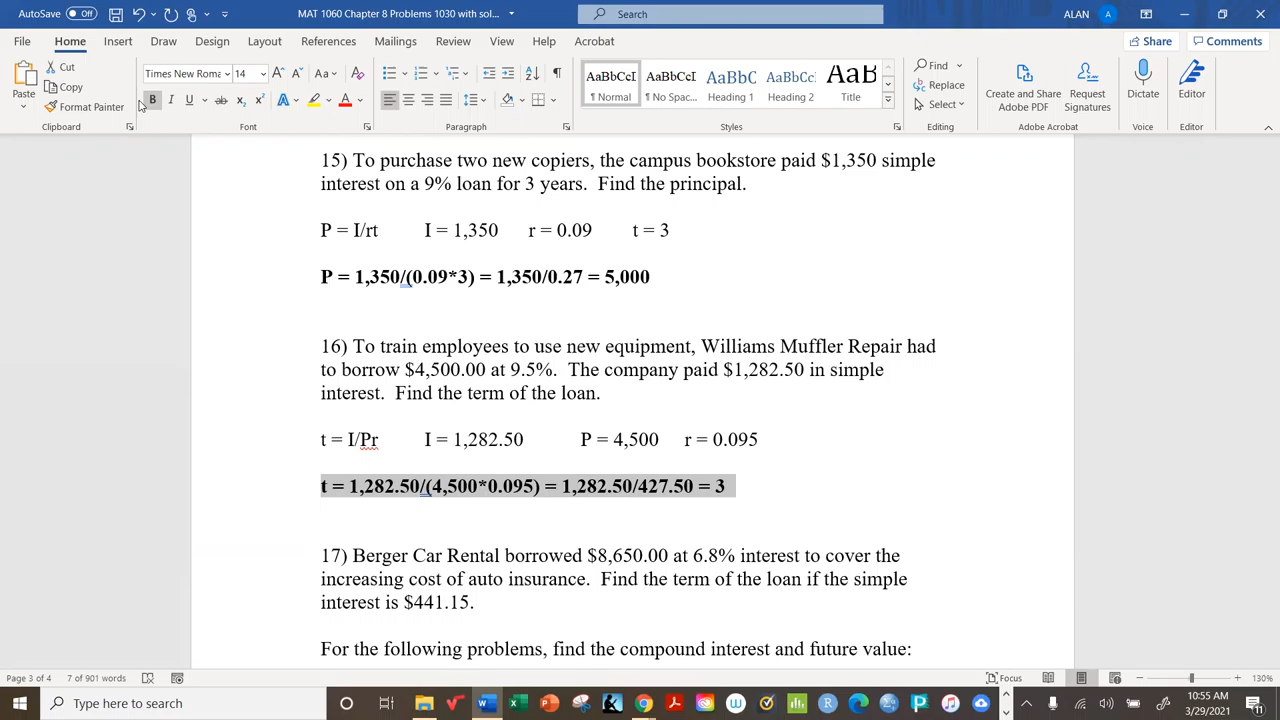 AutoSave Off MAT 1060 Chapter 8 Problems 1030 with sol... Search ALAN A
File Home Insert Draw Design Layout References Mailings Review View Help Acrobat Share Comments
Paste Cut Copy Format Painter
Times New Roma 14 Aa
B I U ab x₂ x² A A
AaBbCcI AaBbCcI AaBbC AaBbCc AaB
¶ Normal ¶ No Spac... Heading 1 Heading 2 Title
Find Replace Select
Create and Share Adobe PDF Request Signatures Dictate Editor
Clipboard Font Paragraph Styles Editing Adobe Acrobat Voice Editor
15) To purchase two new copiers, the campus bookstore paid $1,350 simple
interest on a 9% loan for 3 years. Find the principal.
P = I/rt I = 1,350 r = 0.09 t = 3
P = 1,350/(0.09*3) = 1,350/0.27 = 5,000
16) To train employees to use new equipment, Williams Muffler Repair had
to borrow $4,500.00 at 9.5%. The company paid $1,282.50 in simple
interest. Find the term of the loan.
t = I/Pr I = 1,282.50 P = 4,500 r = 0.095
t = 1,282.50/(4,500*0.095) = 1,282.50/427.50 = 3
17) Berger Car Rental borrowed $8,650.00 at 6.8% interest to cover the
increasing cost of auto insurance. Find the term of the loan if the simple
interest is $441.15.
For the following problems, find the compound interest and future value:
Page 3 of 4 7 of 901 words Focus 130%
Type here to search 10:55 AM
3/29/2021